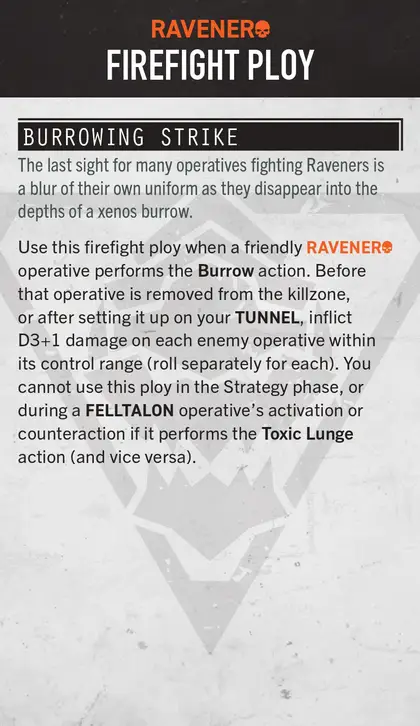 RAVENER
FIREFIGHT PLOY
BURROWING STRIKE
The last sight for many operatives fighting Raveners is
a blur of their own uniform as they disappear into the
depths of a xenos burrow.
Use this firefight ploy when a friendly RAVENER
operative performs the Burrow action. Before
that operative is removed from the killzone,
or after setting it up on your TUNNEL, inflict
D3+1 damage on each enemy operative within
its control range (roll separately for each). You
cannot use this ploy in the Strategy phase, or
during a FELLTALON operative’s activation or
counteraction if it performs the Toxic Lunge
action (and vice versa).